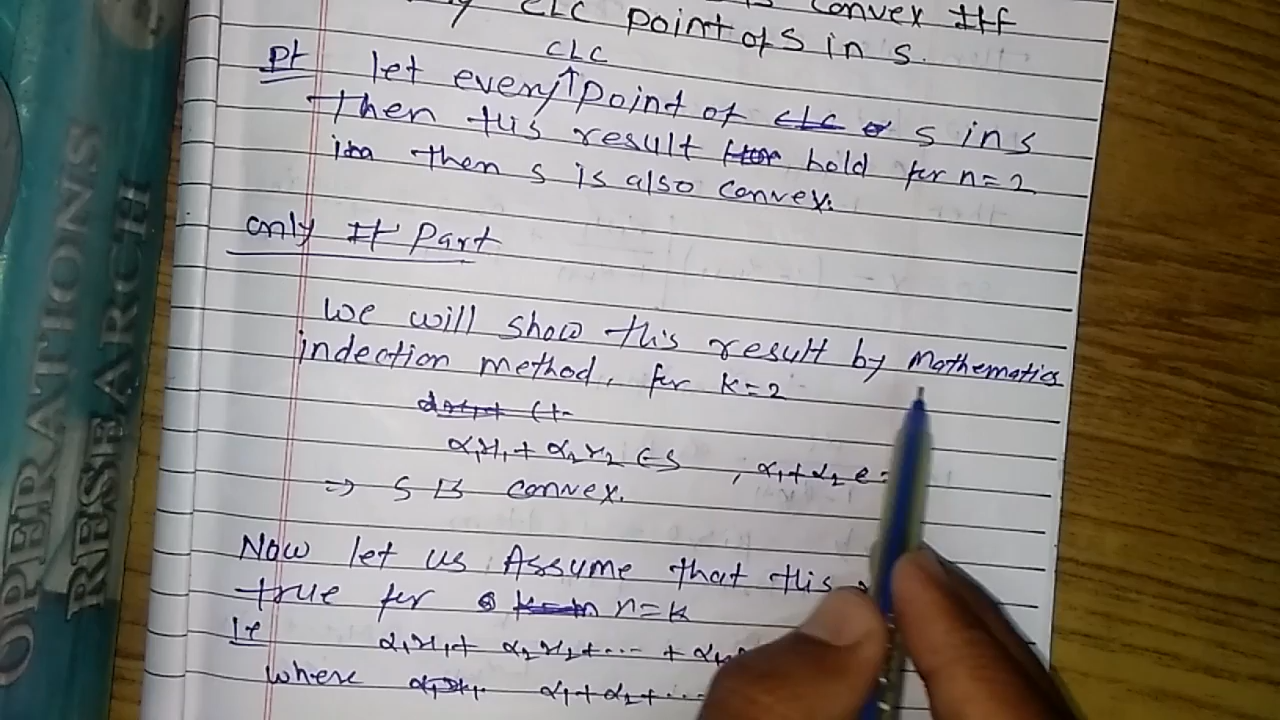 convex Iff
CLC point of S in S.
CLC
Pf let every point of CLC of S in S
Then this result hold for n=2
then S is also convex.
only If Part
We will show this result by Mathematics
indection method, for K=2
α₁x₁ + α₂x₂ ∈ S , α₁+α₂
⇒ S is convex.
Now let us Assume that this
true for n=k
Ie α₁x₁+ α₂x₂+... +
where α₁+α₂+...
OPERATIONS
RESEARCH